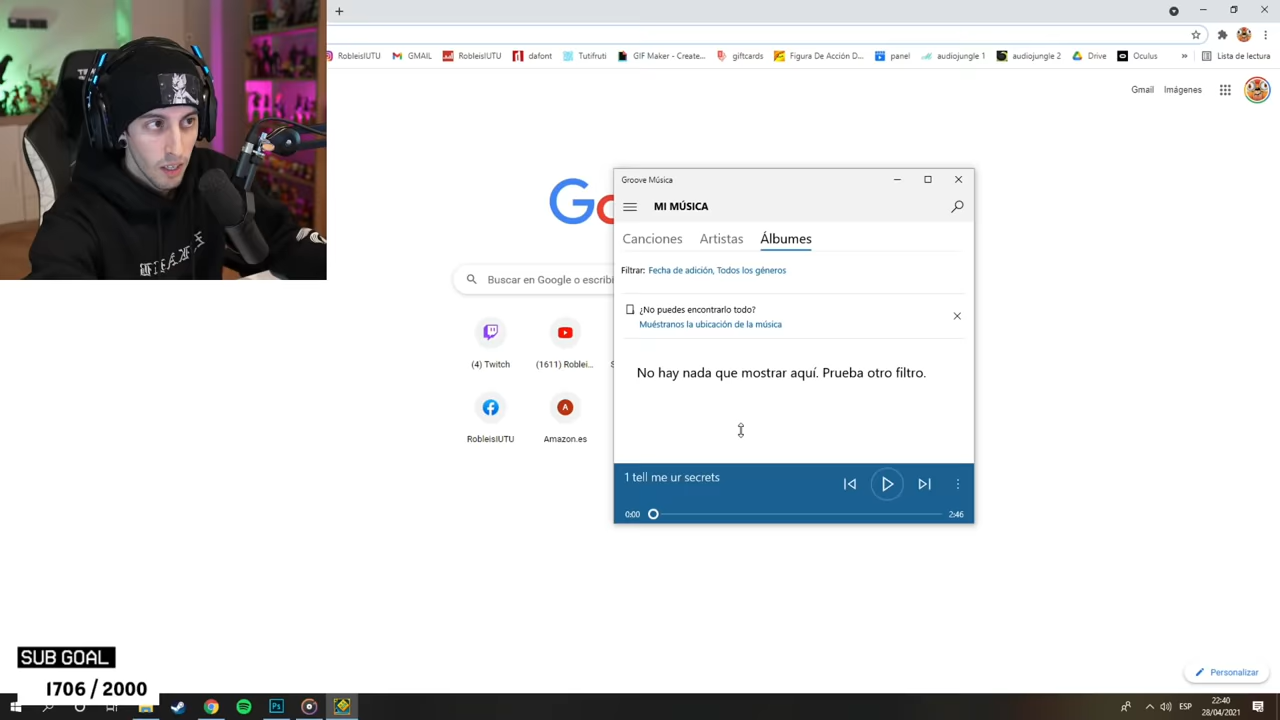 RobleisIUTU
GMAIL
RobleisIUTU
dafont
Tutifruti
GIF Maker - Create...
giftcards
Figura De Acción D...
panel
audiojungle 1
audiojungle 2
Drive
Oculus
»
Lista de lectura
Gmail
Imágenes
Go
Buscar en Google o escribi
(4) Twitch
(1611) Roblei...
RobleisIUTU
A
Amazon.es
Groove Música
MI MÚSICA
Canciones
Artistas
Álbumes
Filtrar: Fecha de adición, Todos los géneros
¿No puedes encontrarlo todo?
Muéstranos la ubicación de la música
No hay nada que mostrar aquí. Prueba otro filtro.
1 tell me ur secrets
0:00
2:46
SUB GOAL
1706 / 2000
Personalizar
Ps
ESP
22:40
28/04/2021